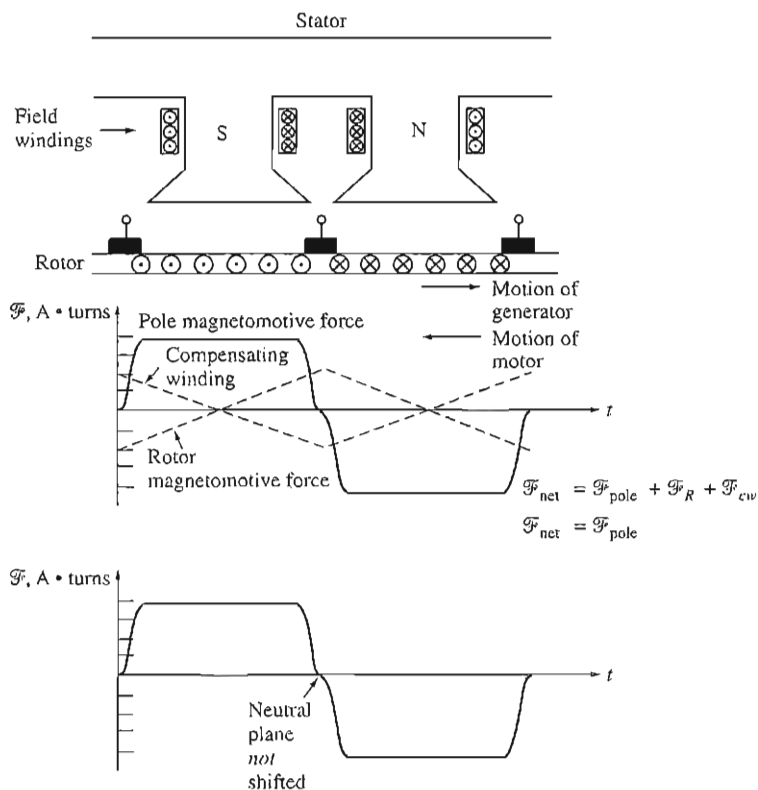 Stator
Field
windings
S
N
Rotor
Motion of
generator
Motion of
motor
ℱ, A • turns
Pole magnetomotive force
Compensating
winding
t
Rotor
magnetomotive force
ℱnet = ℱpole + ℱR + ℱcw
ℱnet = ℱpole
ℱ, A • turns
t
Neutral
plane
not
shifted